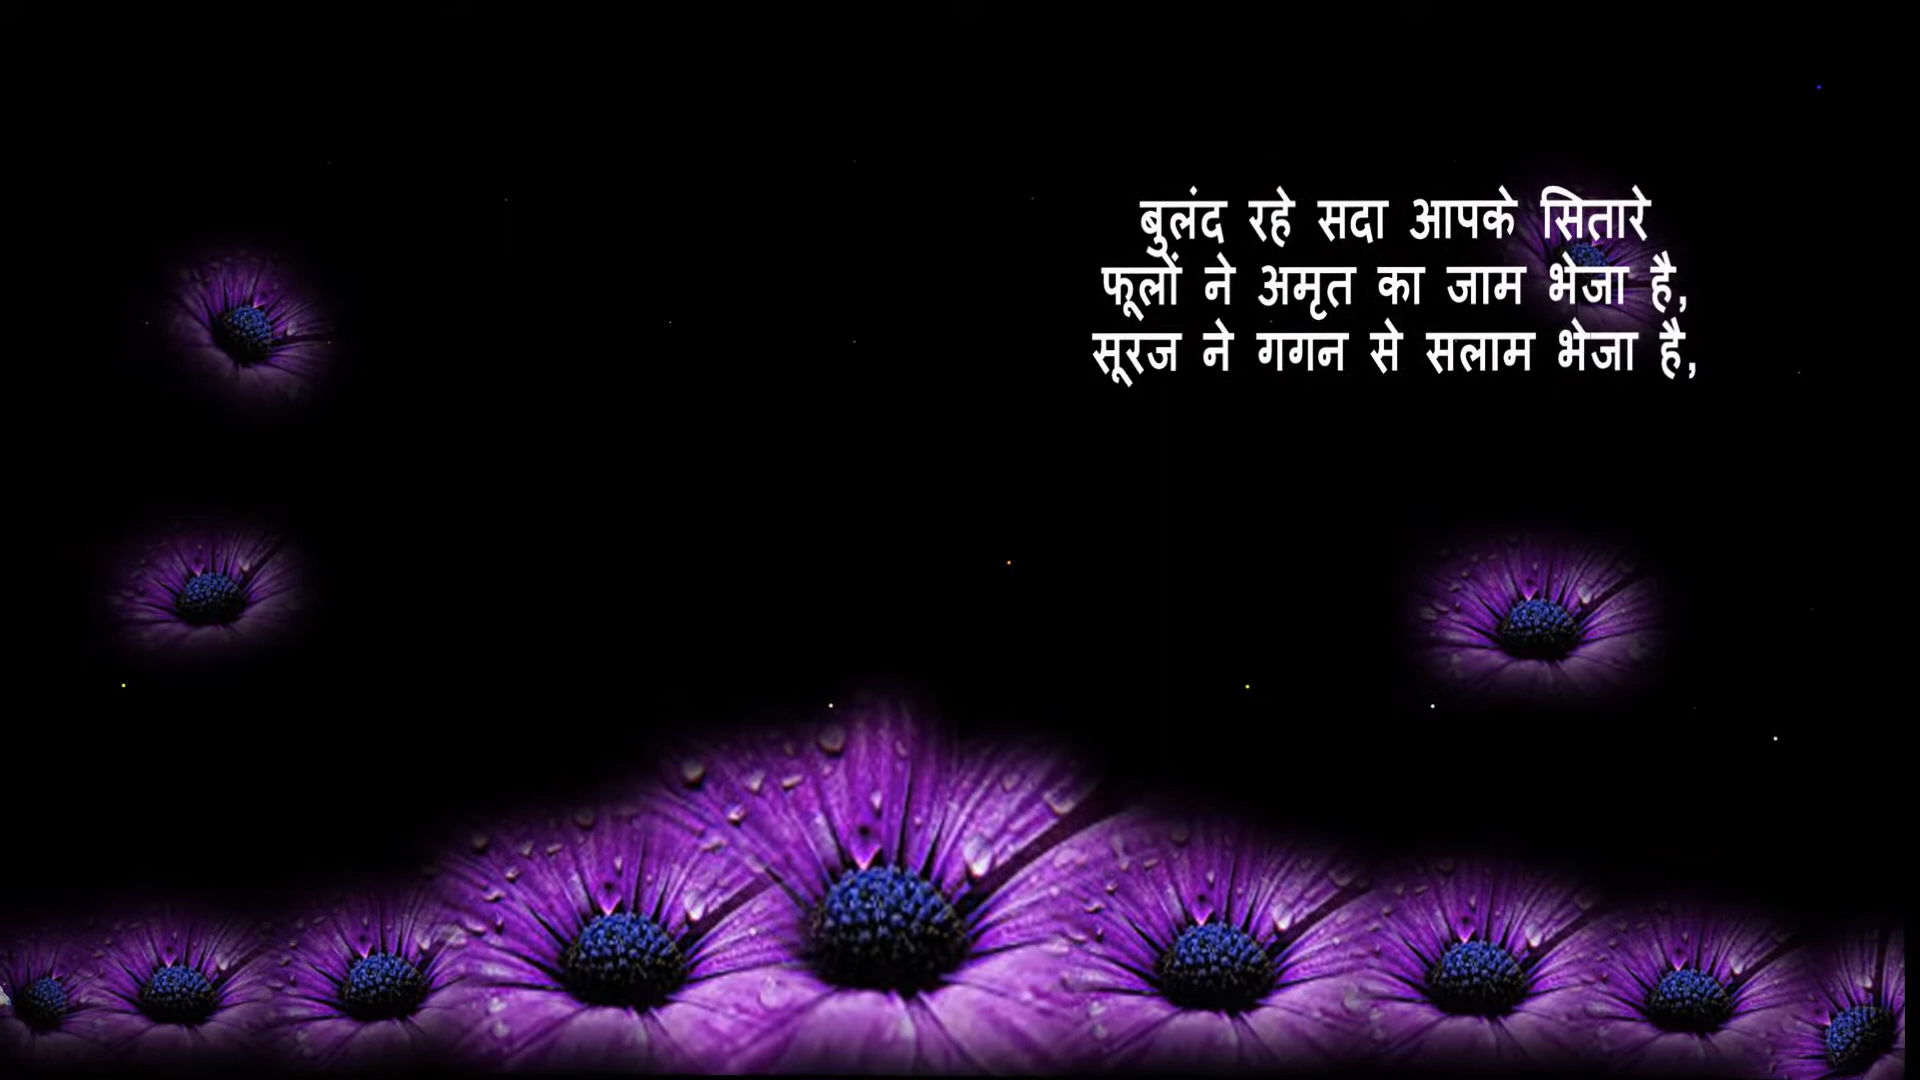 बुलंद रहे सदा आपके सितारे
फूलों ने अमृत का जाम भेजा है,
सूरज ने गगन से सलाम भेजा है,